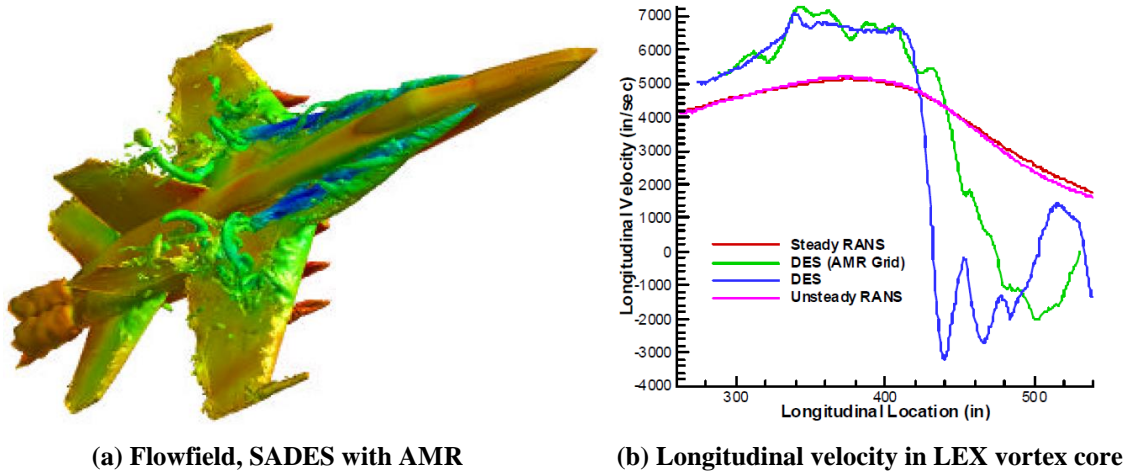 7000
6000
5000
4000
3000
2000
1000
0
-1000
-2000
-3000
-4000
Longitudinal Velocity (in/sec)
Steady RANS
DES (AMR Grid)
DES
Unsteady RANS
300
400
500
Longitudinal Location (in)
(a) Flowfield, SADES with AMR
(b) Longitudinal velocity in LEX vortex core